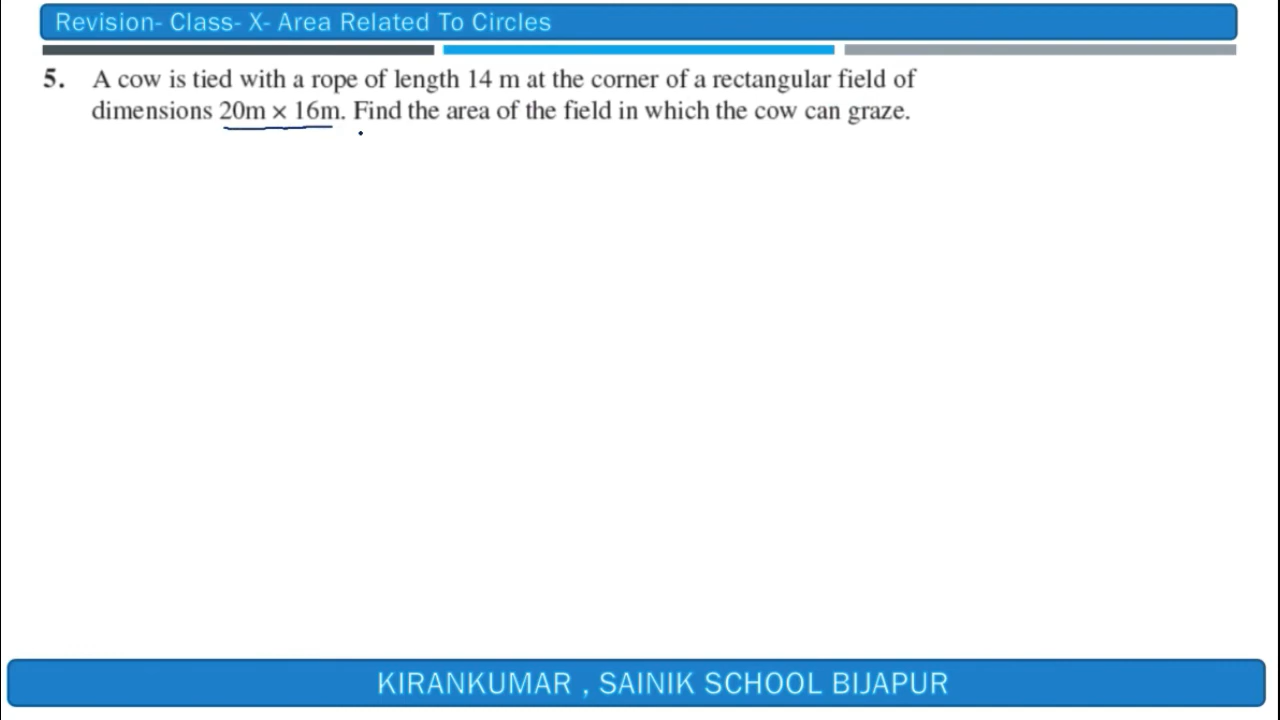 Revision- Class- X- Area Related To Circles
5. A cow is tied with a rope of length 14 m at the corner of a rectangular field of
dimensions 20m × 16m. Find the area of the field in which the cow can graze.
KIRANKUMAR , SAINIK SCHOOL BIJAPUR